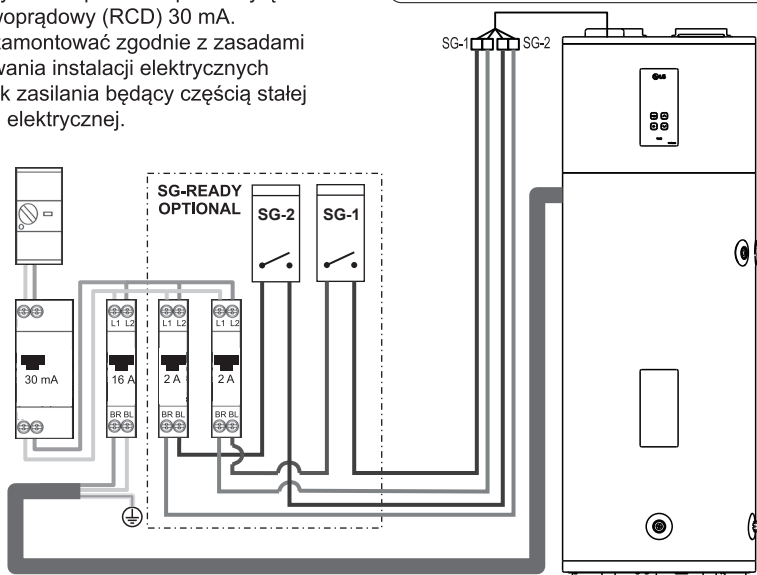 woprądowy (RCD) 30 mA.
zamontować zgodnie z zasadami
wania instalacji elektrycznych
k zasilania będący częścią stałej
elektrycznej.
SG-1 SG-2
LG
SG-READY
OPTIONAL
SG-2 SG-1
L1 L2 L1 L2 L1 L2
30 mA 16 A 2 A 2 A
BR BL BR BL BR BL